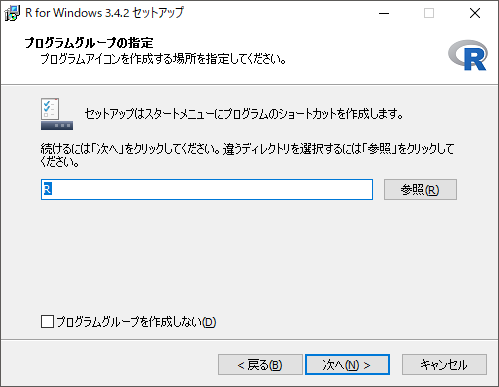 R for Windows 3.4.2 セットアップ
プログラムグループの指定
プログラムアイコンを作成する場所を指定してください。
R
セットアップはスタートメニューにプログラムのショートカットを作成します。
続けるには「次へ」をクリックしてください。違うディレクトリを選択するには「参照」をクリックして
ください。
R
参照(R)
プログラムグループを作成しない(D)
< 戻る(B)
次へ(N) >
キャンセル